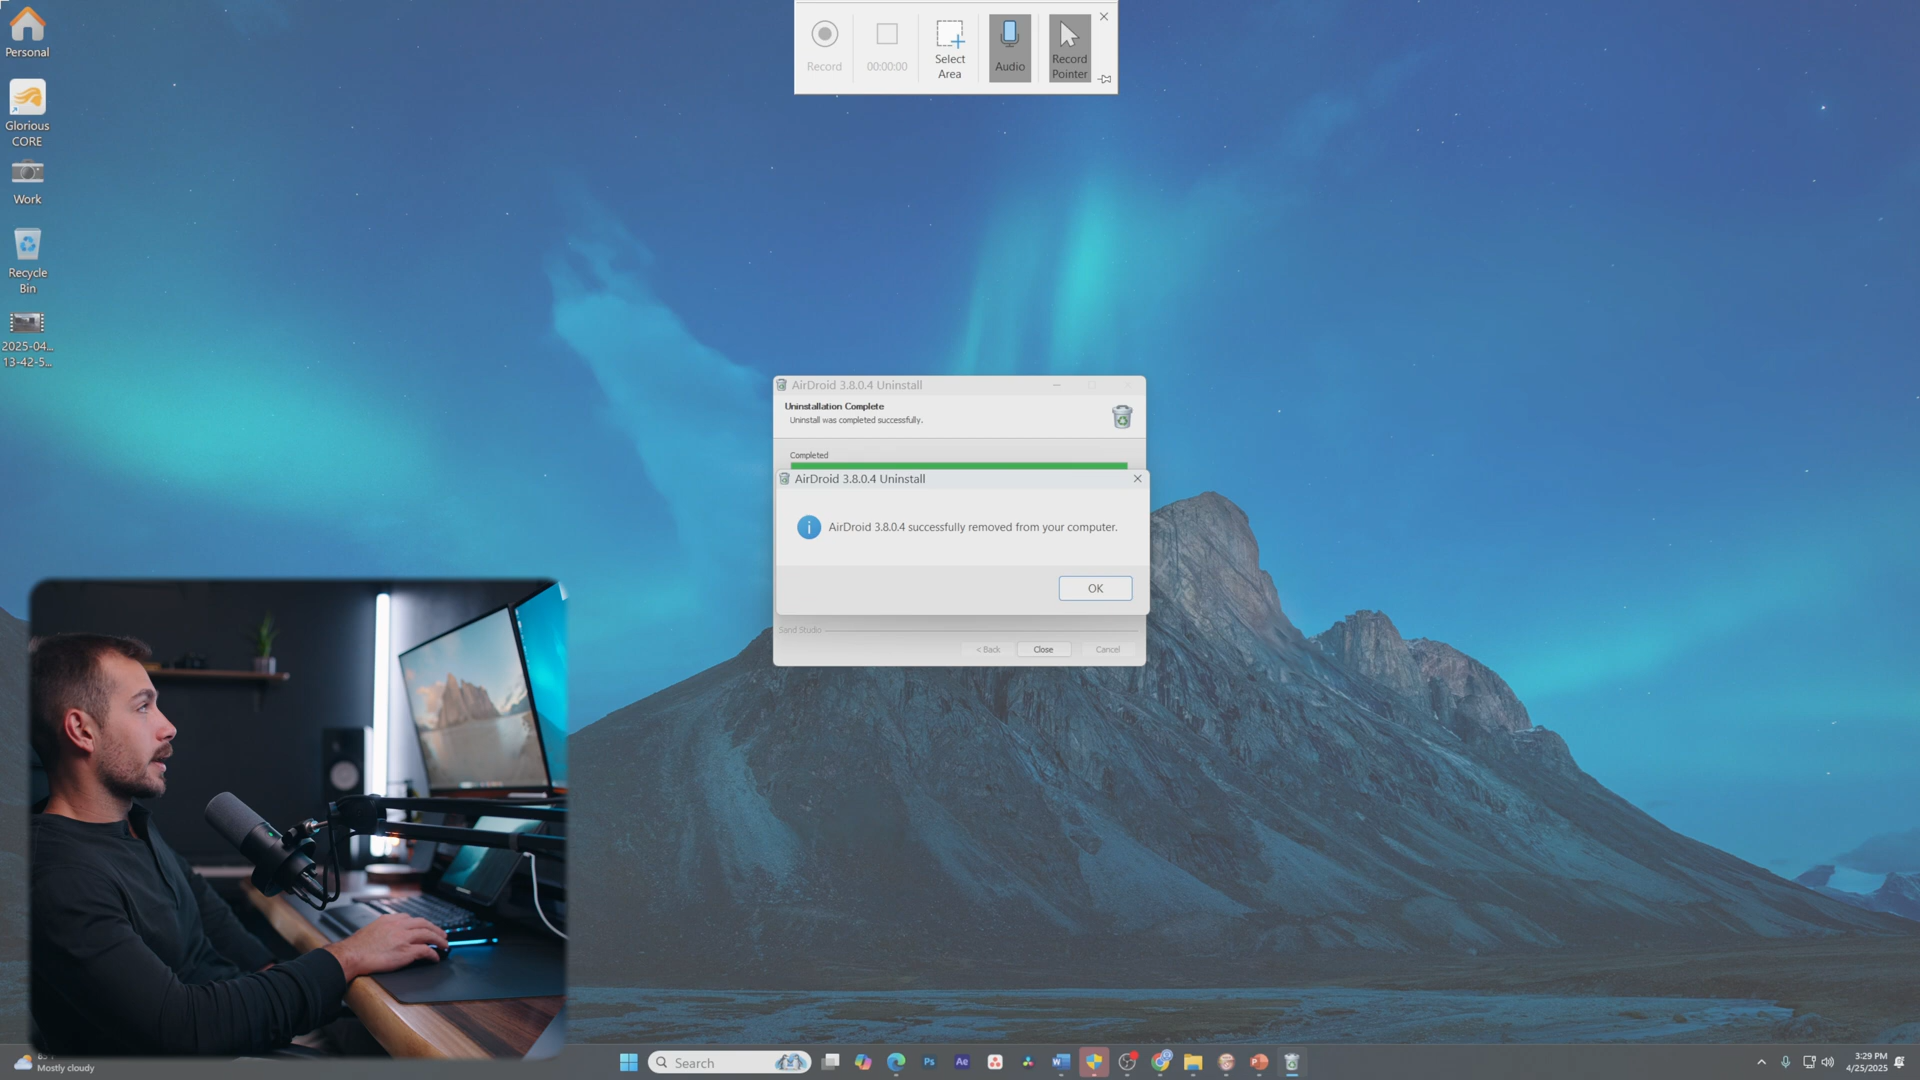 Personal
Glorious
CORE
Work
Recycle
Bin
2025-04...
13-42-5...
Record
00:00:00
Select
Area
Audio
Record
Pointer
AirDroid 3.8.0.4 Uninstall
Uninstallation Complete
Uninstall was completed successfully.
Completed
AirDroid 3.8.0.4 Uninstall
AirDroid 3.8.0.4 successfully removed from your computer.
OK
Sand Studio
< Back
Close
Cancel
Mostly cloudy
Search
Ps
Ae
3:29 PM
4/25/2025